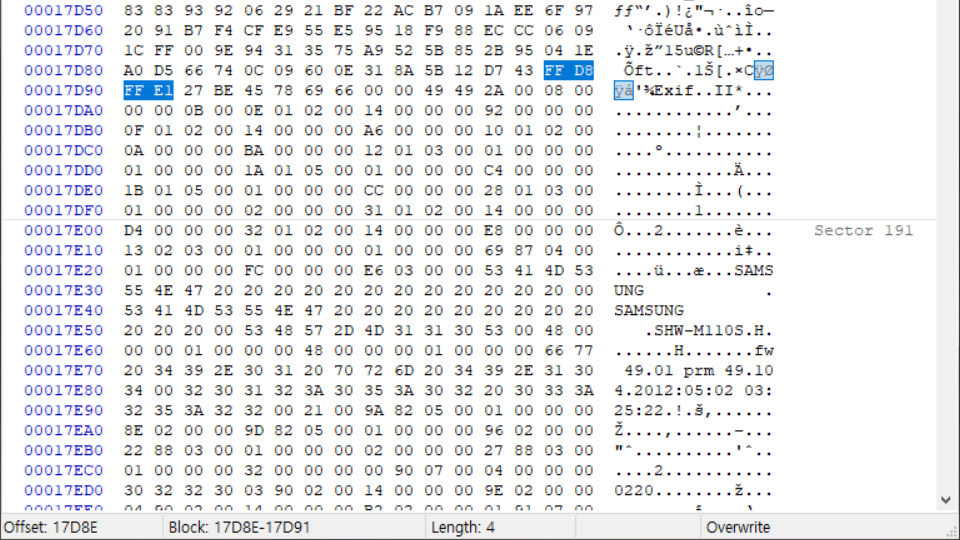 00017D50 83 83 93 92 06 29 21 BF 22 AC B7 09 1A EE 6F 97 ƒƒ“’.)!¿"¬·..îo—
00017D60 20 91 B7 F4 CF E9 55 E5 95 18 F9 88 EC CC 06 09 ‘·ôÏéUå•.ùˆìÌ..
00017D70 1C FF 00 9E 94 31 35 75 A9 52 5B 85 2B 95 04 1E .ÿ.ž”15u©R[…+•..
00017D80 A0 D5 66 74 0C 09 60 0E 31 8A 5B 12 D7 43 FF D8 Õft..`.1Š[.×CÿØ
00017D90 FF E1 27 BE 45 78 69 66 00 00 49 49 2A 00 08 00 ÿá'¾Exif..II*...
00017DA0 00 00 0B 00 0E 01 02 00 14 00 00 00 92 00 00 00 ............’...
00017DB0 0F 01 02 00 14 00 00 00 A6 00 00 00 10 01 02 00 ........¦.......
00017DC0 0A 00 00 00 BA 00 00 00 12 01 03 00 01 00 00 00 ....º...........
00017DD0 01 00 00 00 1A 01 05 00 01 00 00 00 C4 00 00 00 ............Ä...
00017DE0 1B 01 05 00 01 00 00 00 CC 00 00 00 28 01 03 00 ........Ì...(...
00017DF0 01 00 00 00 02 00 00 00 31 01 02 00 14 00 00 00 ........1.......
00017E00 D4 00 00 00 32 01 02 00 14 00 00 00 E8 00 00 00 Ô...2.......è... Sector 191
00017E10 13 02 03 00 01 00 00 00 01 00 00 00 69 87 04 00 ............i‡..
00017E20 01 00 00 00 FC 00 00 00 E6 03 00 00 53 41 4D 53 ....ü...æ...SAMS
00017E30 55 4E 47 20 20 20 20 20 20 20 20 20 20 20 20 00 UNG .
00017E40 53 41 4D 53 55 4E 47 20 20 20 20 20 20 20 20 20 SAMSUNG
00017E50 20 20 20 00 53 48 57 2D 4D 31 31 30 53 00 48 00 .SHW-M110S.H.
00017E60 00 00 01 00 00 00 48 00 00 00 01 00 00 00 66 77 ......H.......fw
00017E70 20 34 39 2E 30 31 20 70 72 6D 20 34 39 2E 31 30 49.01 prm 49.10
00017E80 34 00 32 30 31 32 3A 30 35 3A 30 32 20 30 33 3A 4.2012:05:02 03:
00017E90 32 35 3A 32 32 00 21 00 9A 82 05 00 01 00 00 00 25:22.!.š‚......
00017EA0 8E 02 00 00 9D 82 05 00 01 00 00 00 96 02 00 00 Ž....‚......–...
00017EB0 22 88 03 00 01 00 00 00 02 00 00 00 27 88 03 00 "ˆ..........'ˆ..
00017EC0 01 00 00 00 32 00 00 00 00 90 07 00 04 00 00 00 ....2...........
00017ED0 30 32 32 30 03 90 02 00 14 00 00 00 9E 02 00 00 0220........ž...
Offset: 17D8E Block: 17D8E-17D91 Length: 4 Overwrite